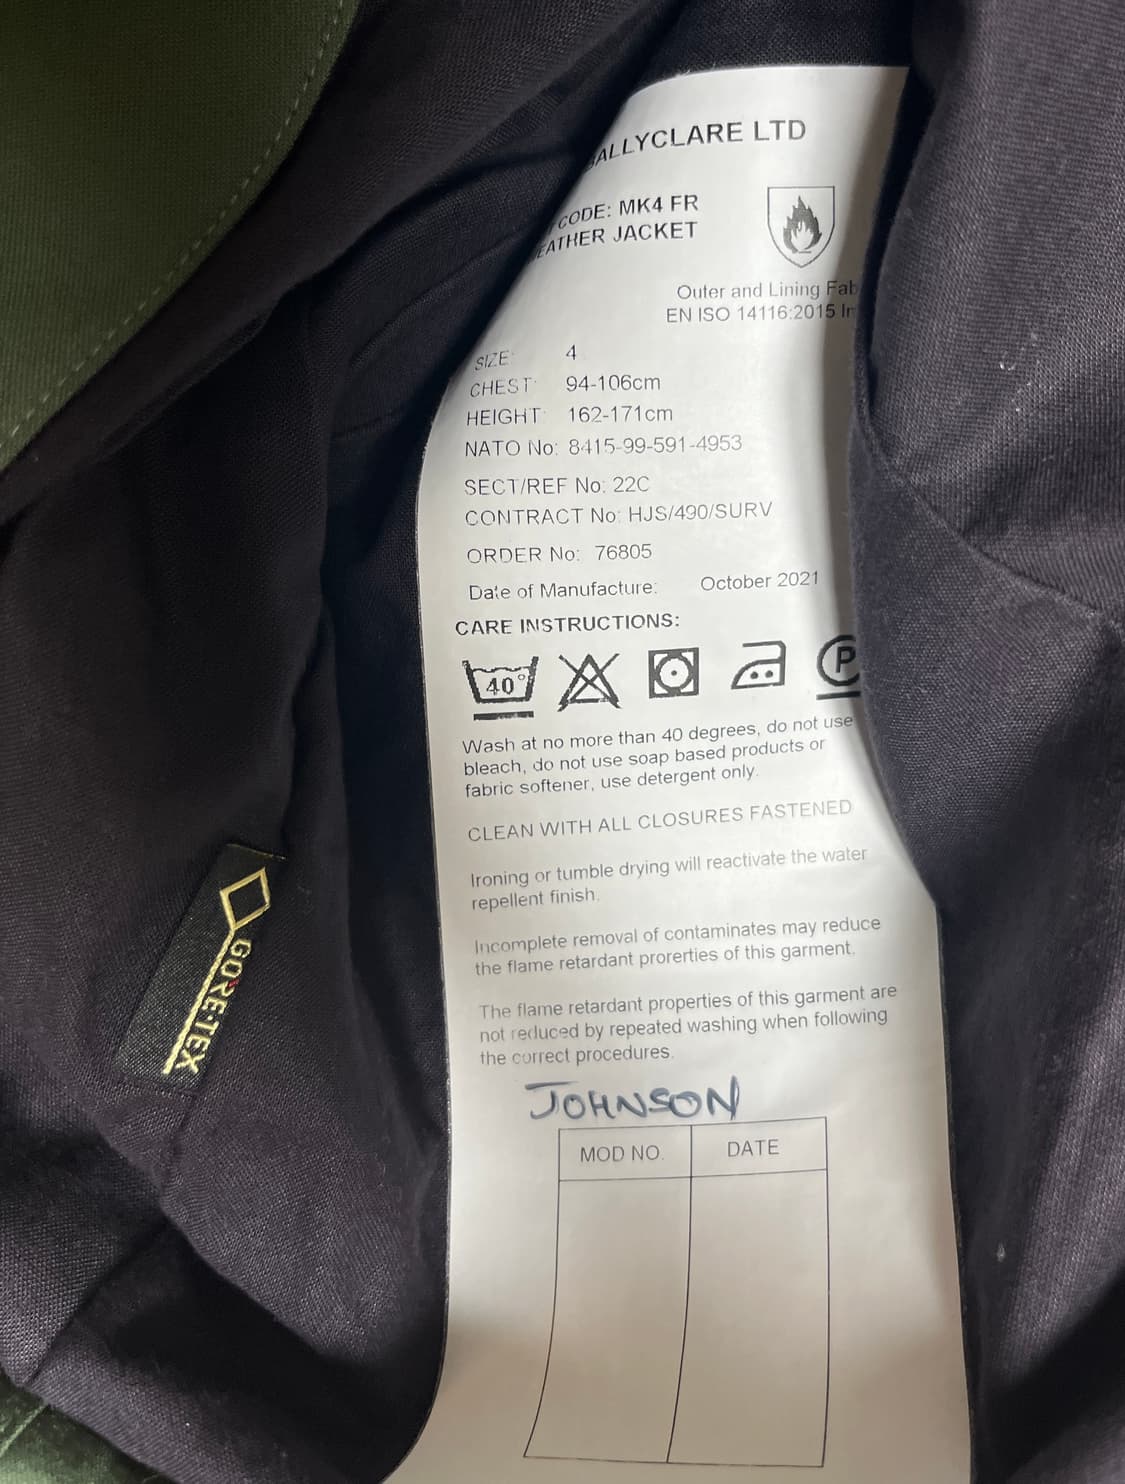 BALLYCLARE LTD
CODE: MK4 FR
JACKET
Outer and Lining
EN ISO 14116:2015
SIZE: 4
CHEST: 94-106cm
HEIGHT: 162-171cm
NATO No: 8415-99-591-4953
SECT/REF No: 22C
CONTRACT No: HJS/490/SURV
ORDER No: 76805
Date of Manufacture: October 2021
CARE INSTRUCTIONS:
40° P
Wash at no more than 40 degrees, do not use
bleach, do not use soap based products or
fabric softener, use detergent only.
CLEAN WITH ALL CLOSURES FASTENED
Ironing or tumble drying will reactivate the water
repellent finish.
Incomplete removal of contaminates may reduce
the flame retardant prorerties of this garment.
The flame retardant properties of this garment are
not reduced by repeated washing when following
the correct procedures.
JOHNSON
MOD NO. DATE
GORE-TEX